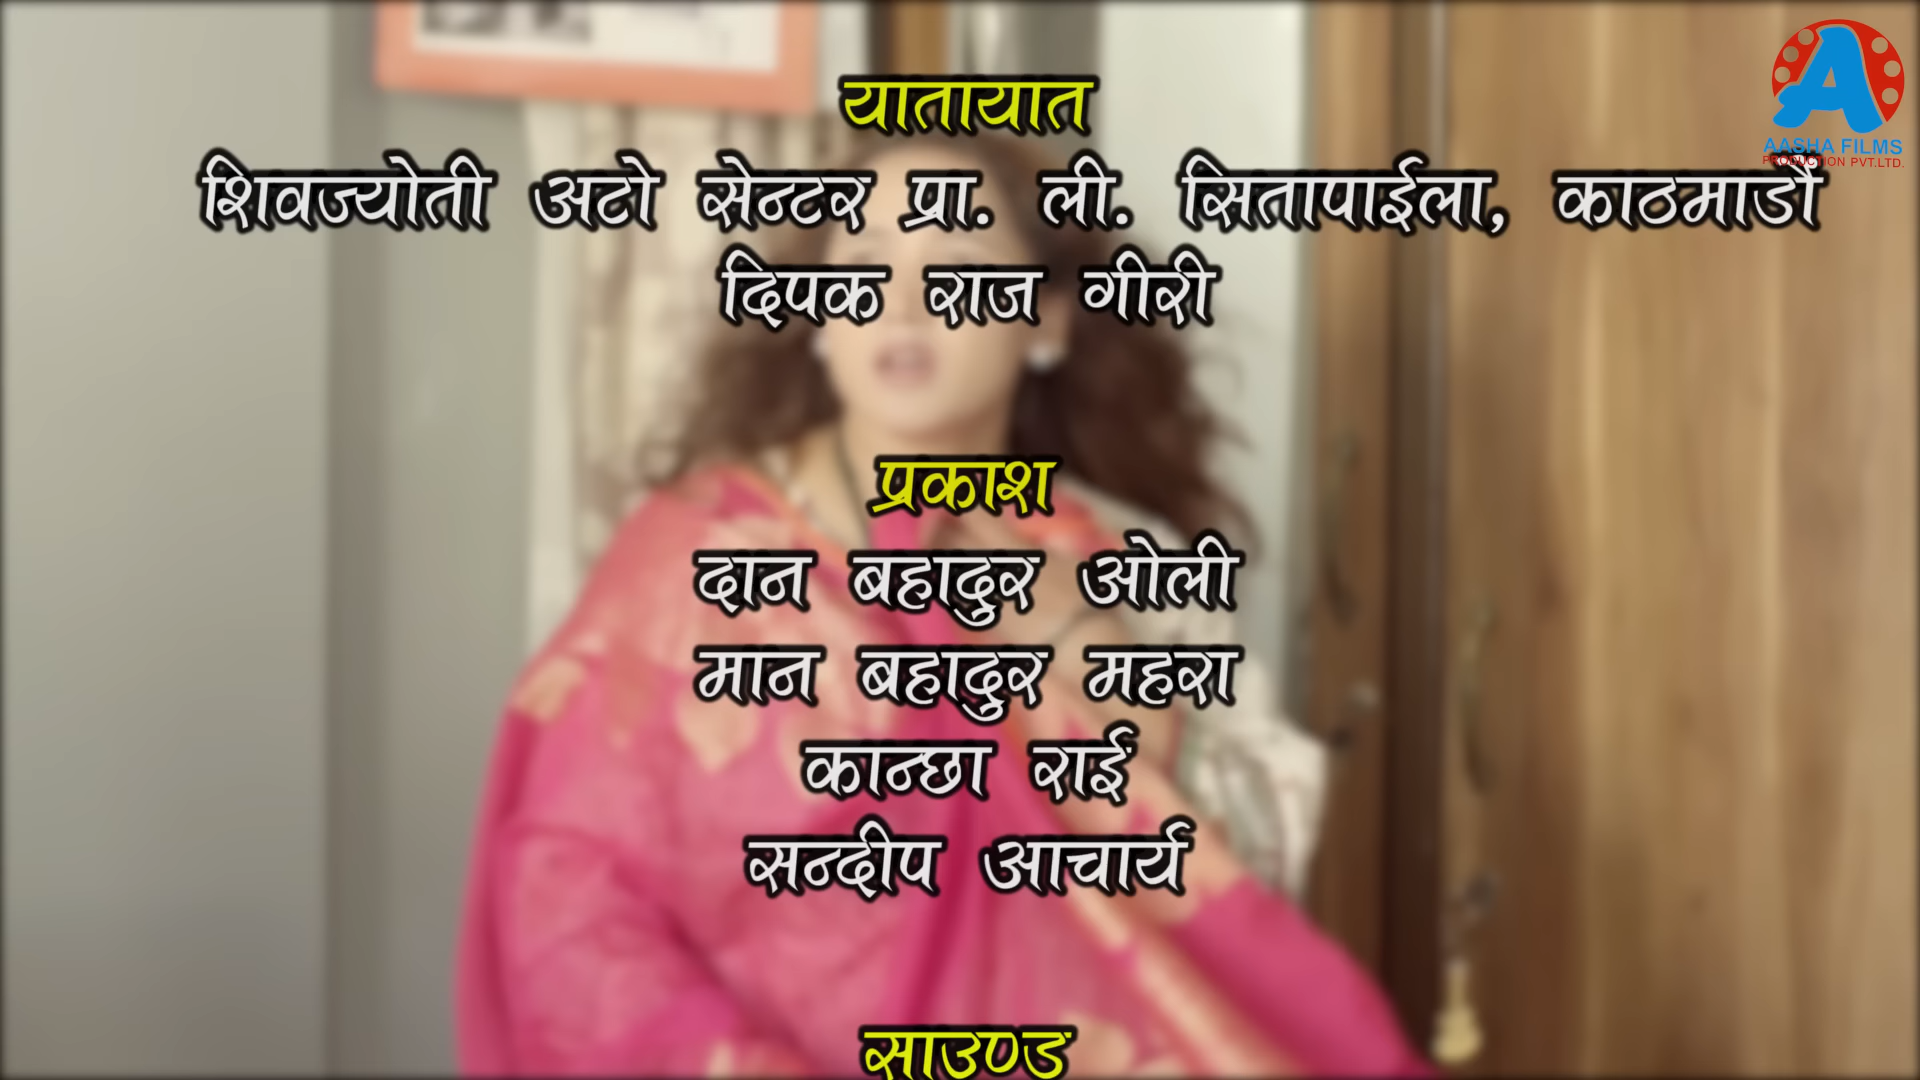 AASHA FILMS
PRODUCTION PVT.LTD.
यातायात
शिवज्योती अटो सेन्टर प्रा. ली. सितापाईला, काठमाडौं
दिपक राज गीरी
प्रकाश
दान बहादुर ओली
मान बहादुर महरा
कान्छा राई
सन्दीप आचार्य
साउण्ड